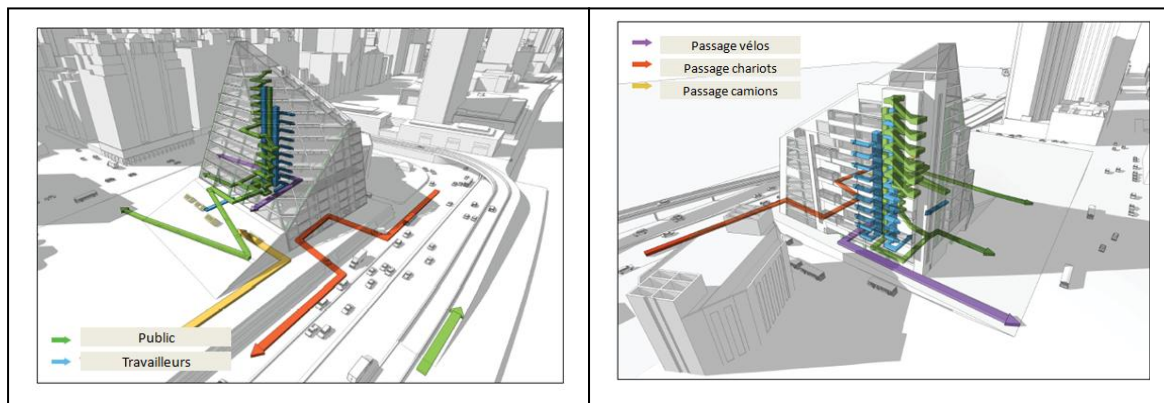 Public
Travailleurs
Passage vélos
Passage chariots
Passage camions